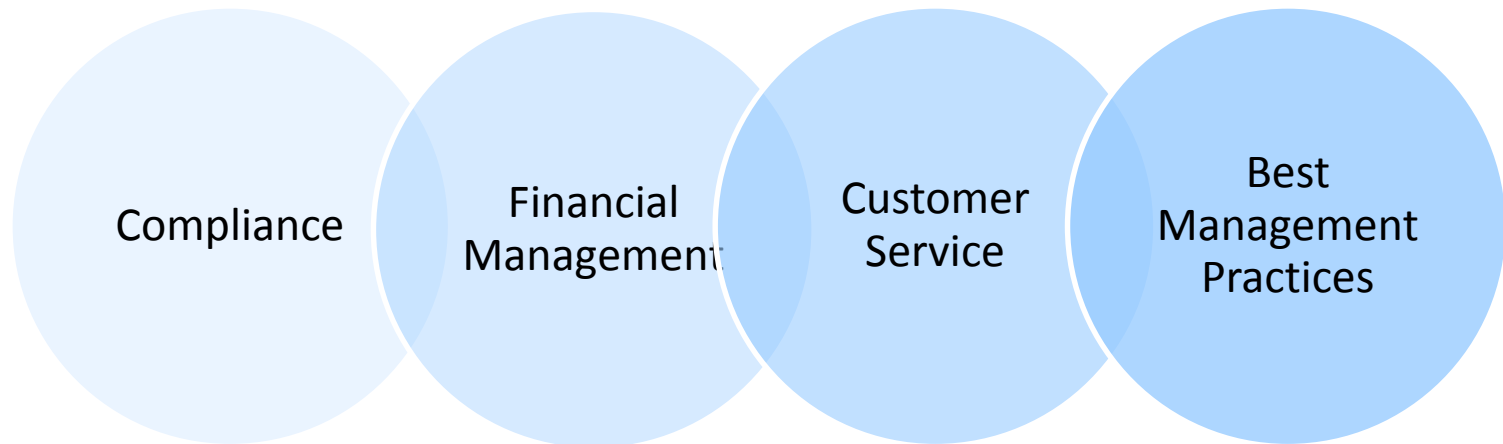 Compliance
Financial
Management
Customer
Service
Best
Management
Practices